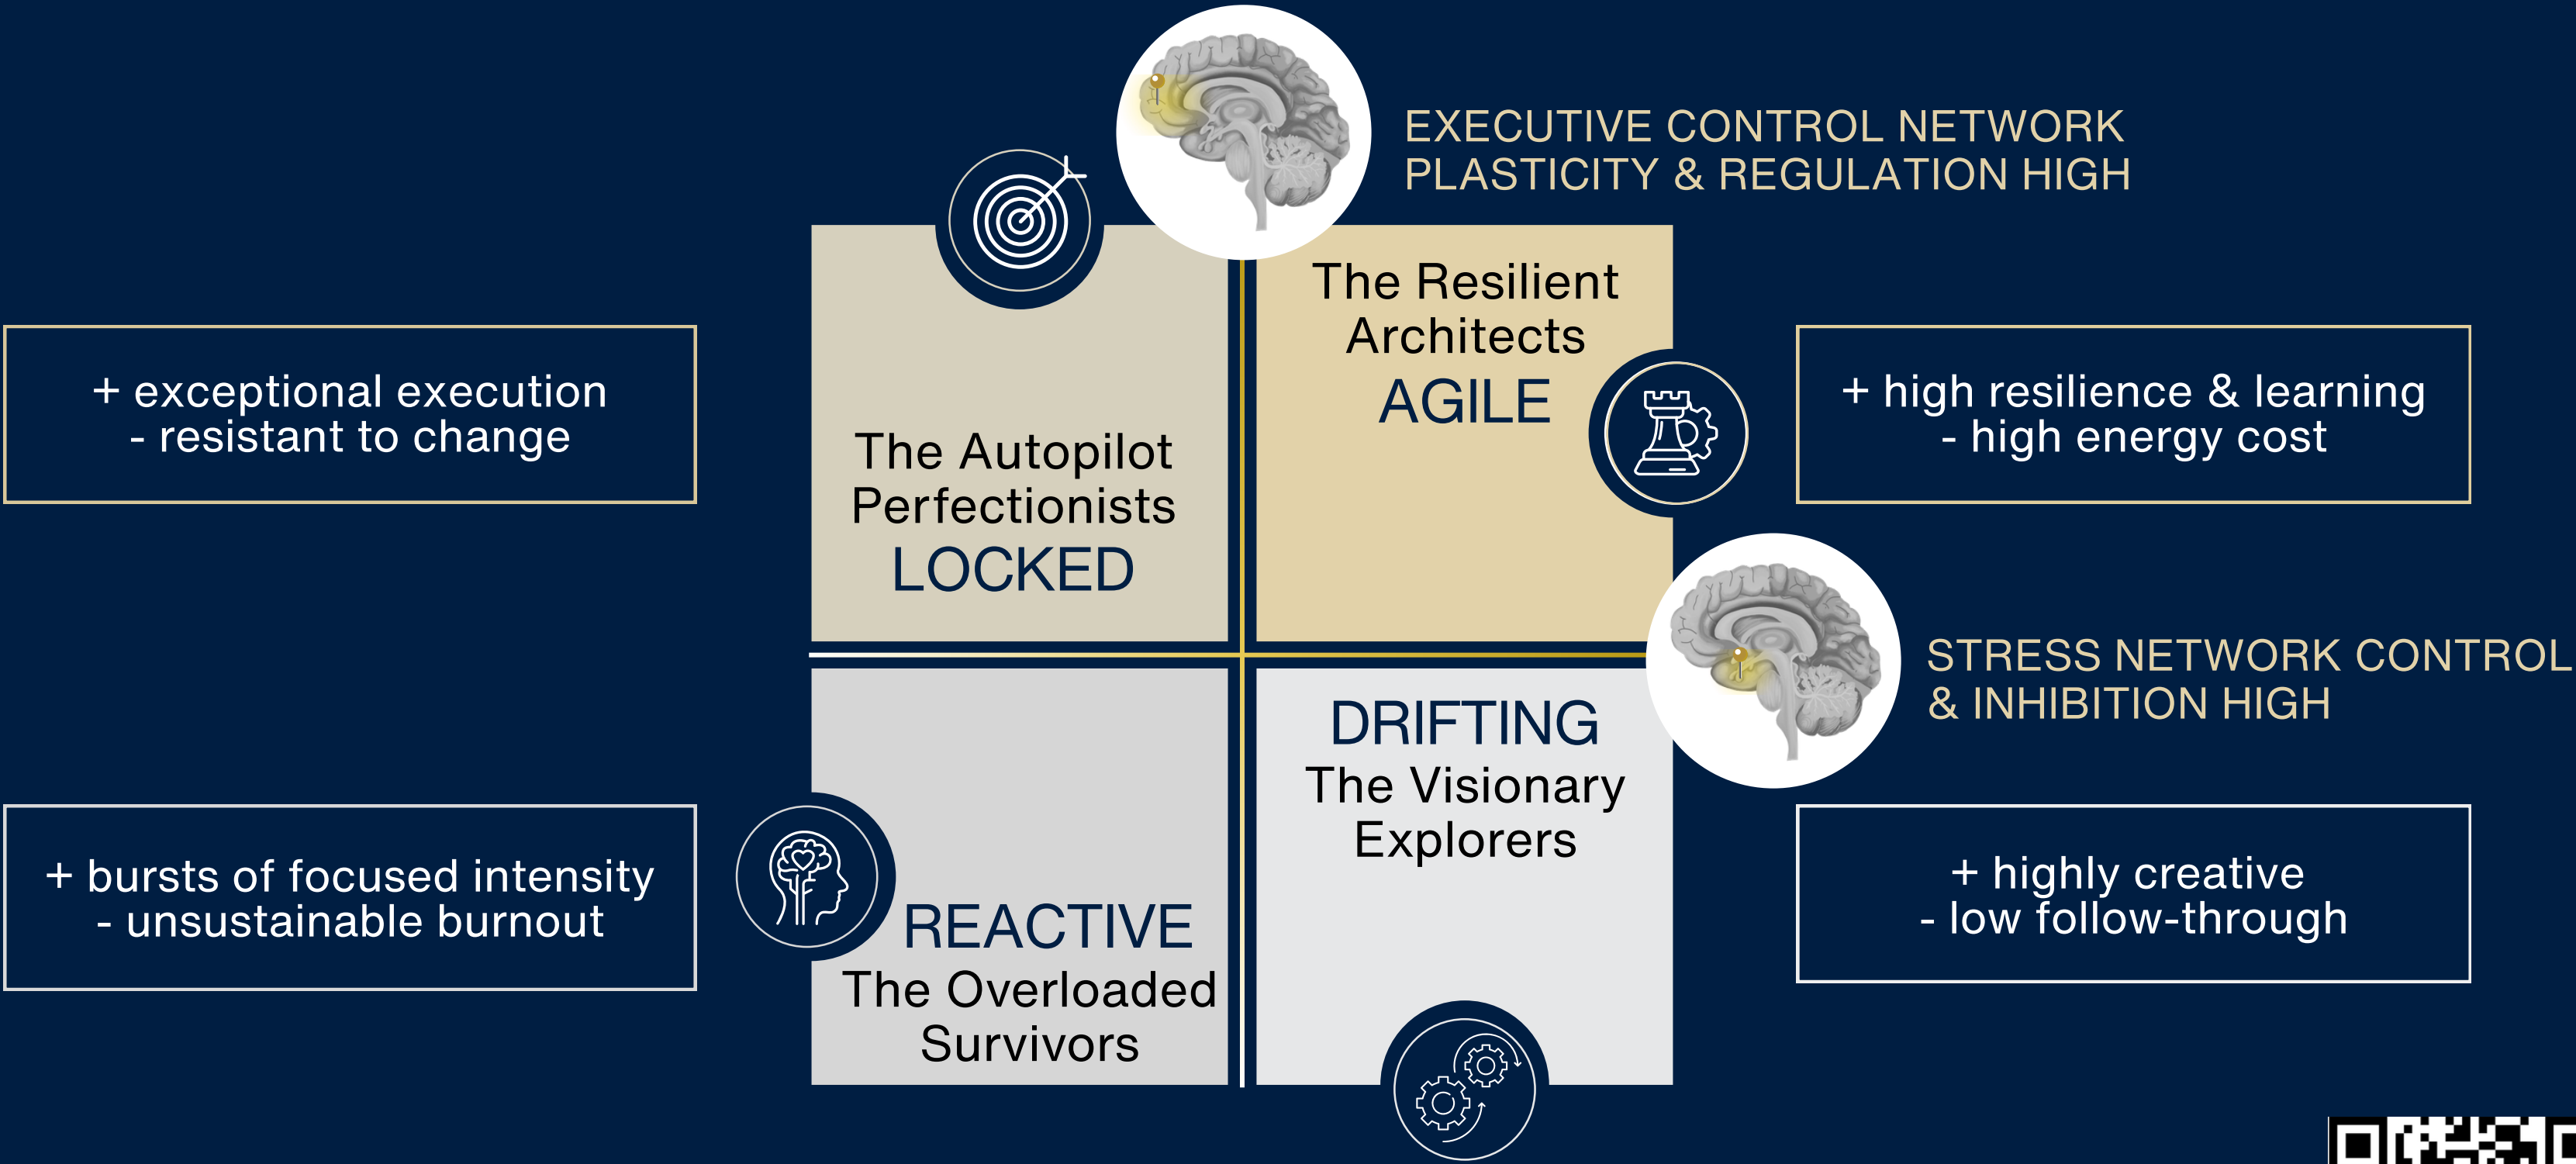 EXECUTIVE CONTROL NETWORK
PLASTICITY & REGULATION HIGH
+ exceptional execution
- resistant to change
The Autopilot
Perfectionists
LOCKED
The Resilient
Architects
AGILE
+ high resilience & learning
- high energy cost
STRESS NETWORK CONTROL
& INHIBITION HIGH
+ bursts of focused intensity
- unsustainable burnout
REACTIVE
The Overloaded
Survivors
DRIFTING
The Visionary
Explorers
+ highly creative
- low follow-through